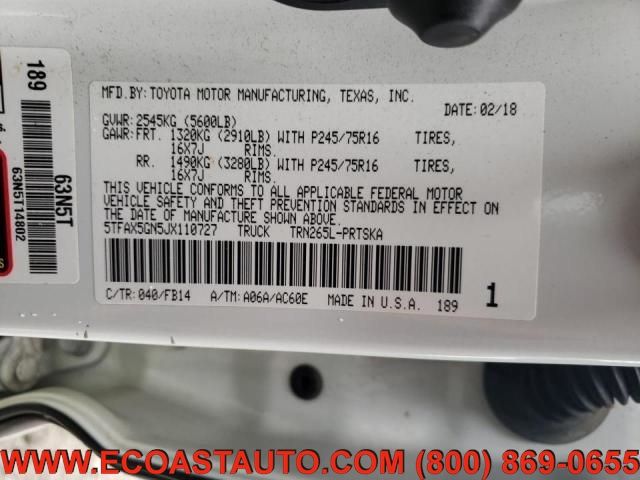 MFD.BY:TOYOTA MOTOR MANUFACTURING, TEXAS, INC.
DATE:02/18
GVWR:2545KG (5600LB)
GAWR:FRT. 1320KG (2910LB) WITH P245/75R16 TIRES,
16X7J RIMS.
RR. 1490KG (3280LB) WITH P245/75R16 TIRES,
16X7J RIMS.
THIS VEHICLE CONFORMS TO ALL APPLICABLE FEDERAL MOTOR
VEHICLE SAFETY AND THEFT PREVENTION STANDARDS IN EFFECT ON
THE DATE OF MANUFACTURE SHOWN ABOVE.
5TFAX5GN5JX110727 TRUCK TRN265L-PRTSKA
C/TR:040/FB14 A/TM:A06A/AC60E MADE IN U.S.A. 189
1
189
63N5T
63N5T14802
WWW.ECOASTAUTO.COM (800) 869-0655